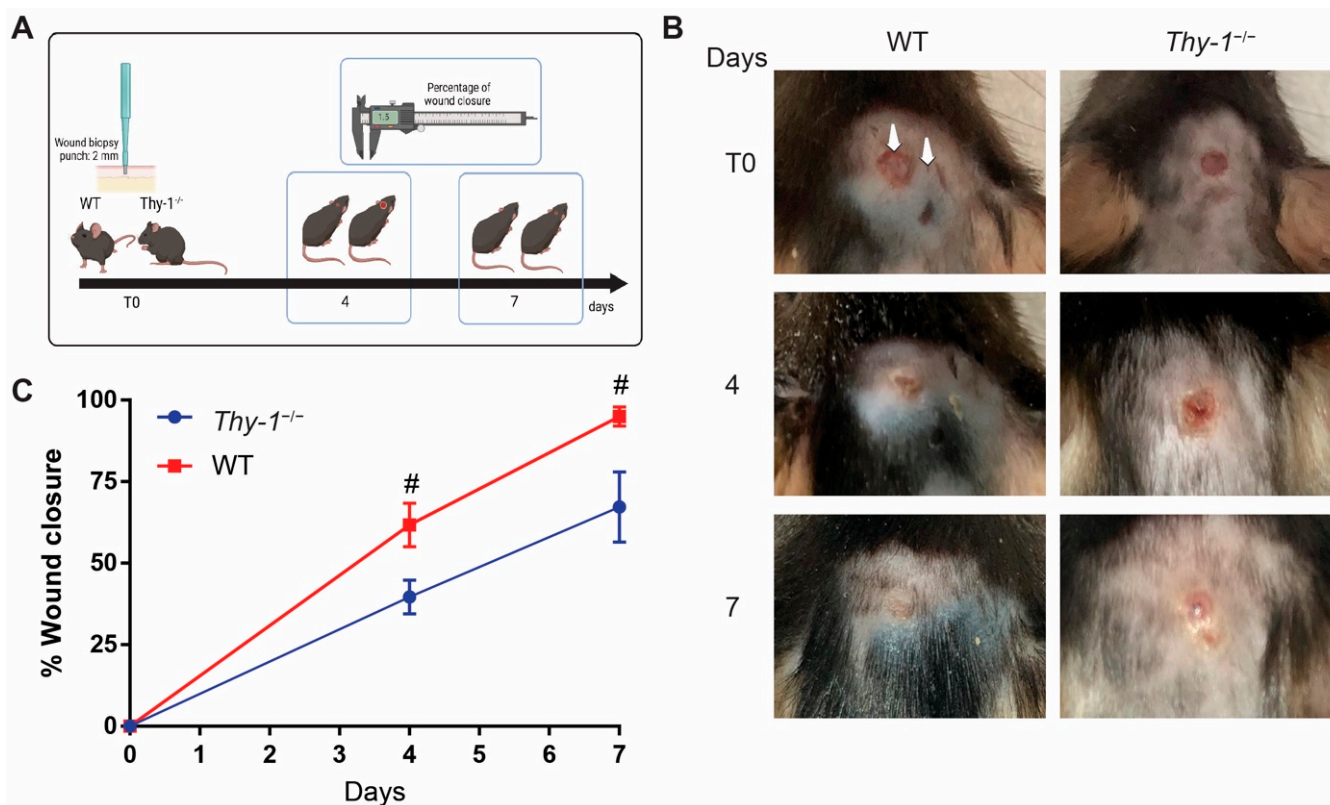 A
Wound biopsy
punch: 2 mm
WT
Thy-1-/-
Percentage of
wound closure
1.5
T0
4
7
days
B
Days
WT
Thy-1−/−
T0
4
7
C
100
75
50
25
0
% Wound closure
Thy-1−/−
WT
#
#
0 1 2 3 4 5 6 7
Days